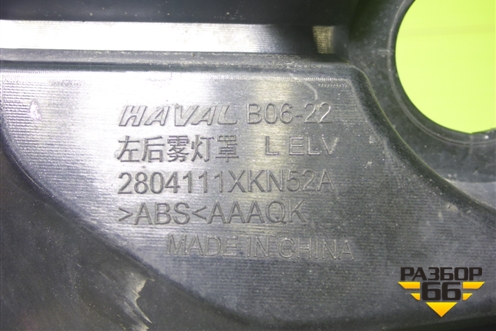 HAVAL B06-22
左后雾灯罩 L ELV
2804111XKN52A
>ABS<AAAQK
MADE IN CHINA
РАЗБОР
66